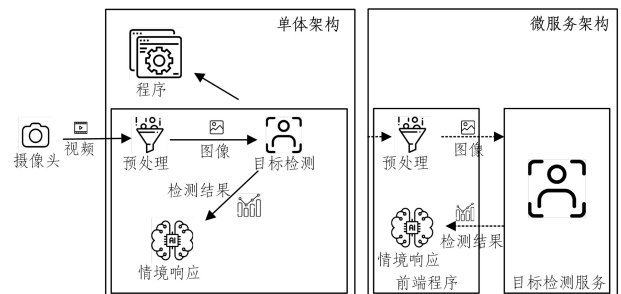 单体架构
微服务架构
程序
摄像头
视频
预处理
图像
目标检测
检测结果
AI
情境响应
预处理
图像
AI
检测结果
情境响应
前端程序
目标检测服务